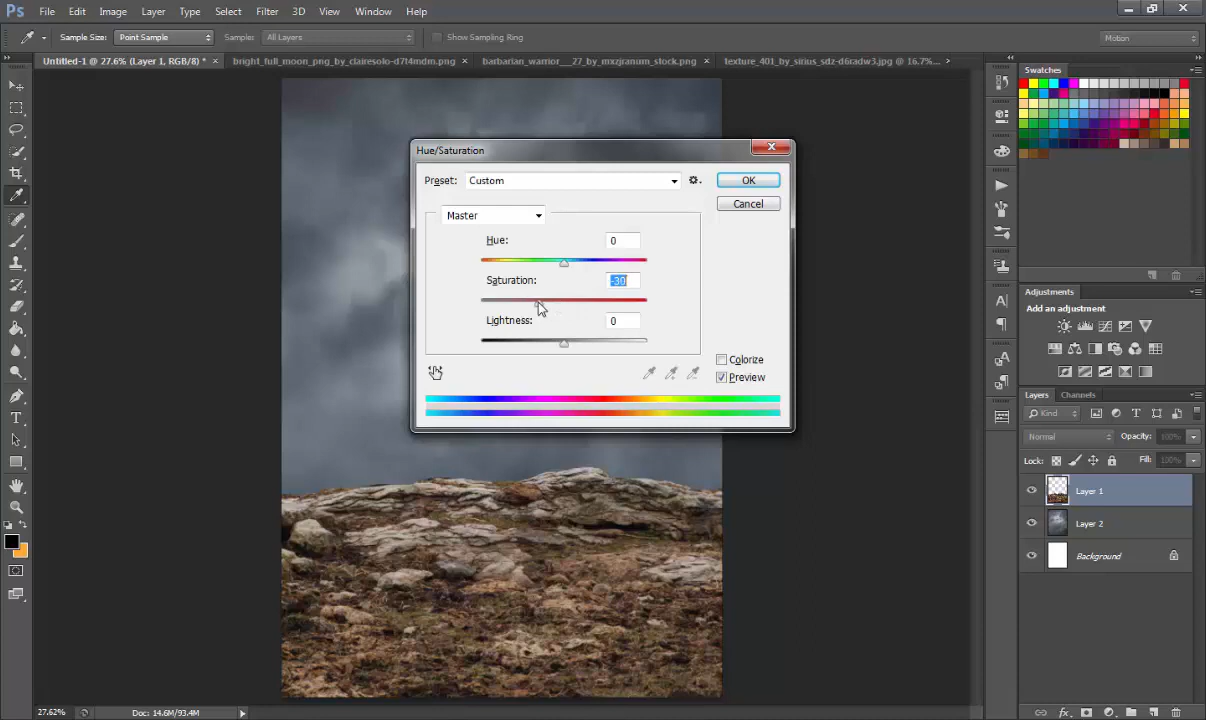 Ps File Edit Image Layer Type Select Filter 3D View Window Help
Sample Size: Point Sample Sample: All Layers Show Sampling Ring Motion
Untitled-1 @ 27.6% (Layer 1, RGB/8) * × bright_full_moon_png_by_clairesolo-d7t4mdm.png × barbarian_warrior__27_by_mxzjranum_stock.png × texture_401_by_sirius_sdz-d6radw3.jpg @ 16.7%...
Swatches
Hue/Saturation
Preset: Custom OK
Cancel
Master
Hue: 0
Saturation: -30
Lightness: 0
Colorize
Preview
Adjustments
Add an adjustment
Layers Channels
Kind
Normal Opacity: 100%
Lock: Fill: 100%
Layer 1
Layer 2
Background
27.62% Doc: 14.6M/93.4M